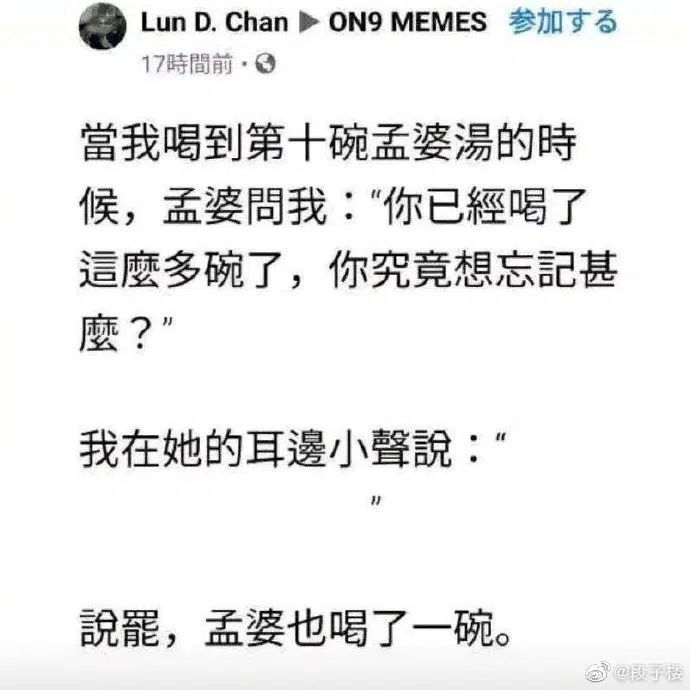 Lun D. Chan ▶ ON9 MEMES 参加する
17時間前 ·
當我喝到第十碗孟婆湯的時
候，孟婆問我：“你已經喝了
這麼多碗了，你究竟想忘記甚
麼？”
我在她的耳邊小聲說：“
”
說罷，孟婆也喝了一碗。
@段子楼